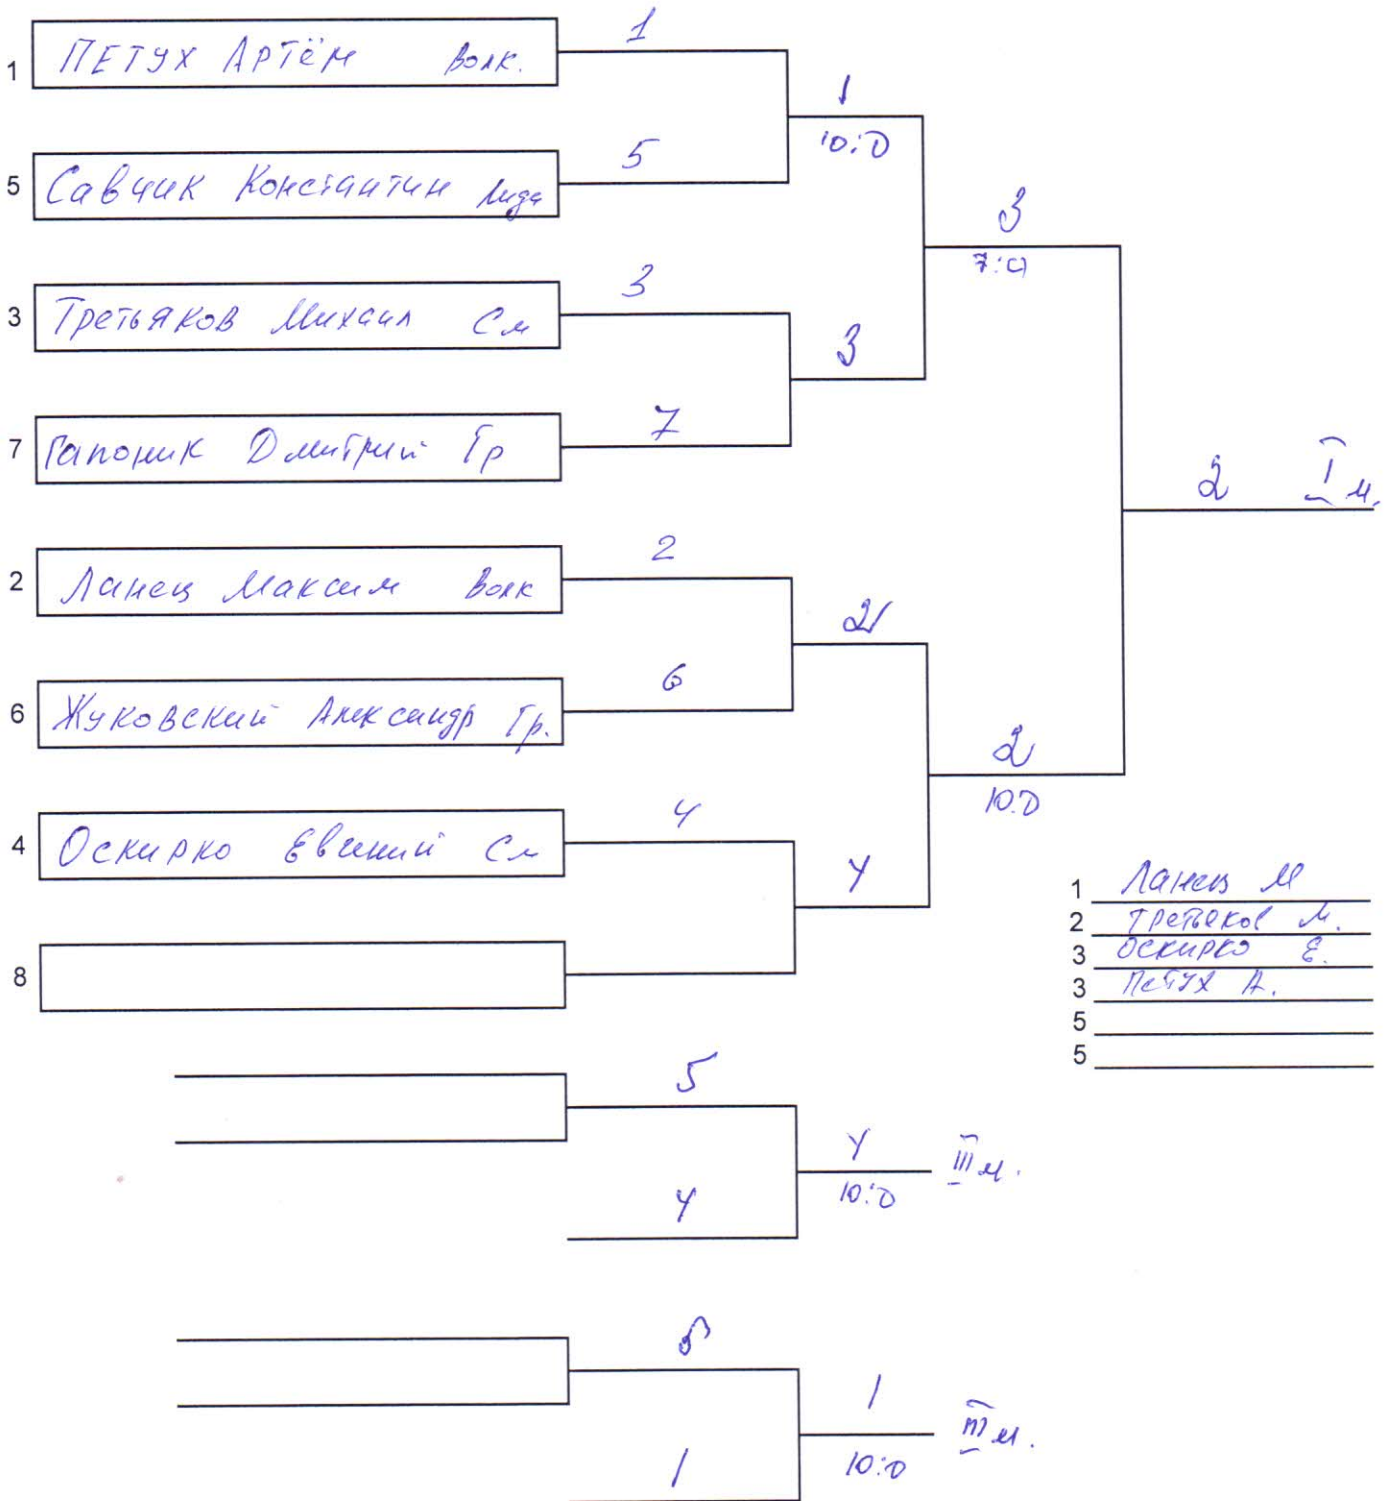 1
1 ПЕТУХ АРТЁМ Волк.
1
10:0
5
5 Савчик Константин Лида
3
7:0
3
3 Третьяков Михаил См
3
7
7 Гапоник Дмитрий Гр
2 I м.
2
2 Ланец Максим Волк
2
6
6 Жуковский Александр Гр.
2
10:0
4
4 Оскирко Евгений См
4
8
1 Ланец М
2 Третьяков М.
3 Оскирко Е.
3 Петух А.
5
5
5
4 III м.
10:0
4
1 III м.
10:0
1